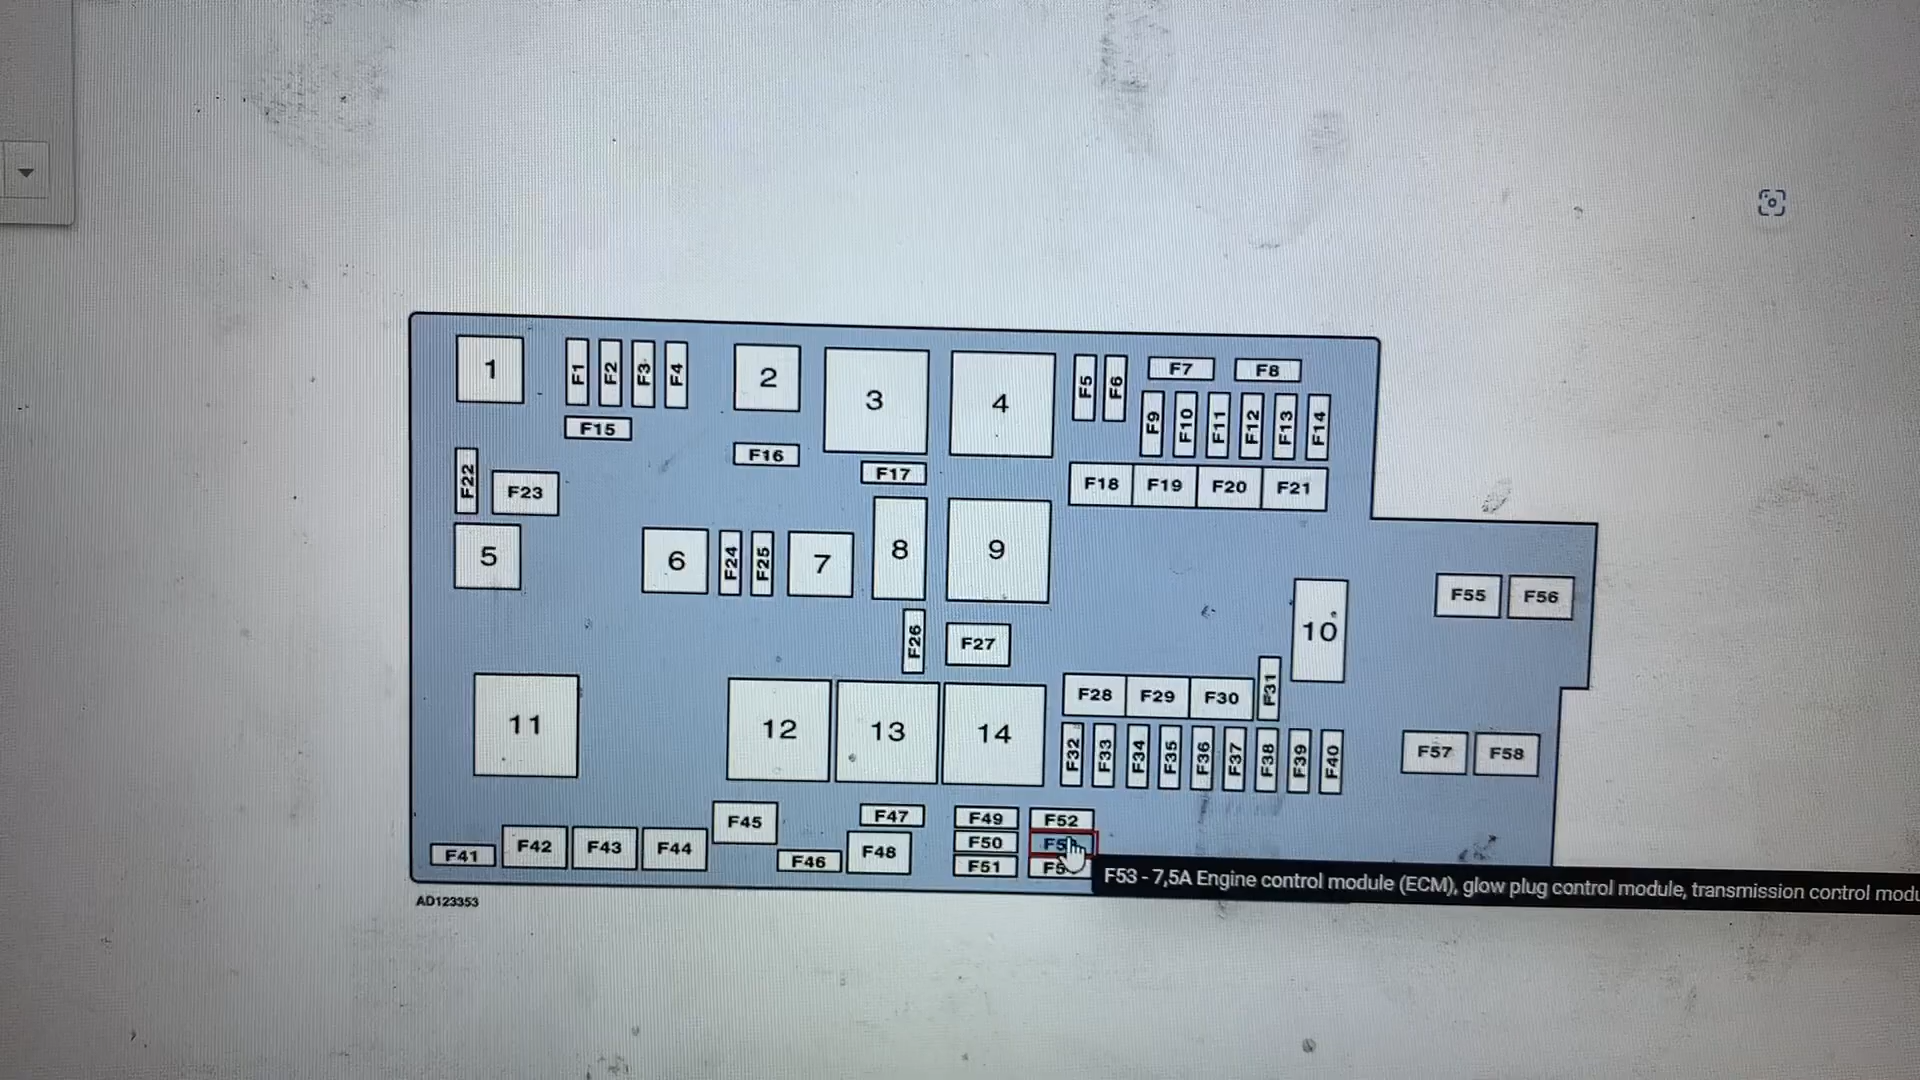 1
F1
F2
F3
F4
2
3
4
F5
F6
F7
F8
F9
F10
F11
F12
F13
F14
F15
F16
F17
F18
F19
F20
F21
F22
F23
5
6
F24
F25
7
8
9
10
F55
F56
F26
F27
11
12
13
14
F28
F29
F30
F31
F32
F33
F34
F35
F36
F37
F38
F39
F40
F57
F58
F41
F42
F43
F44
F45
F46
F47
F48
F49
F50
F51
F52
F53 - 7,5A Engine control module (ECM), glow plug control module, transmission control
AD123353